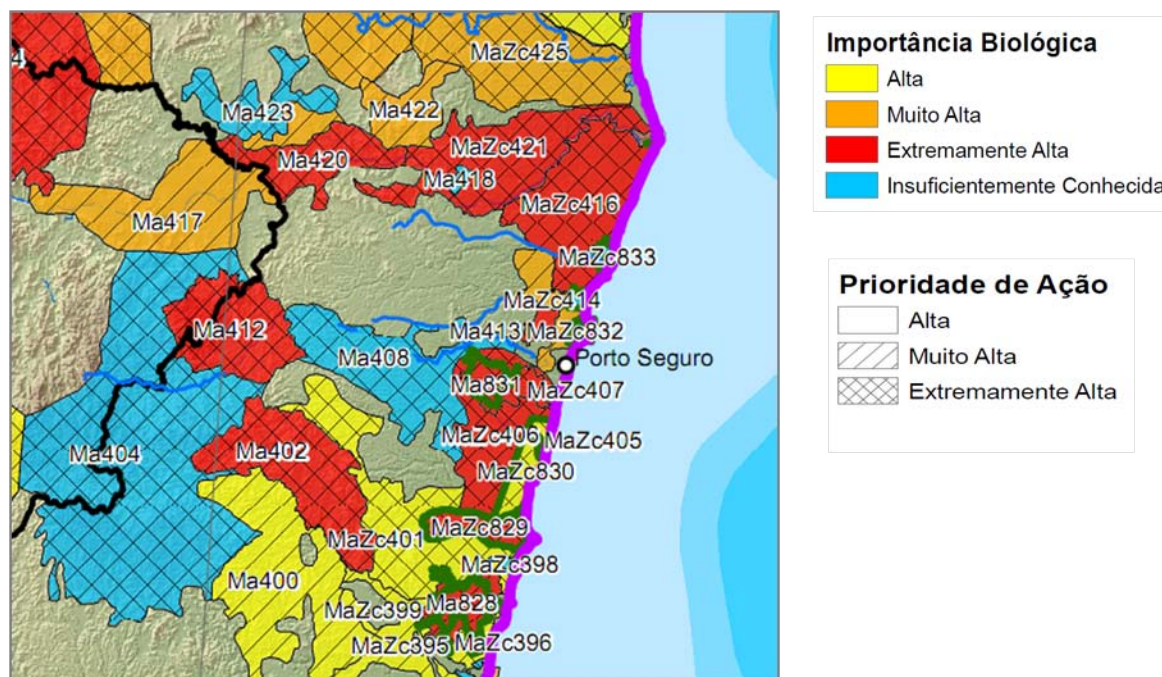 4
MaZc425
Ma423
Ma422
Ma420
MaZc421
Ma418
MaZc416
Ma417
MaZc833
MaZc414
Ma412
Ma413
MaZc832
Ma408
Porto Seguro
Ma831
MaZc407
Ma402
MaZc406
MaZc405
Ma404
MaZc830
MaZc829
MaZc401
MaZc398
Ma400
MaZc399
Ma828
MaZc395
MaZc396
Importância Biológica
Alta
Muito Alta
Extremamente Alta
Insuficientemente Conhecida
Prioridade de Ação
Alta
Muito Alta
Extremamente Alta